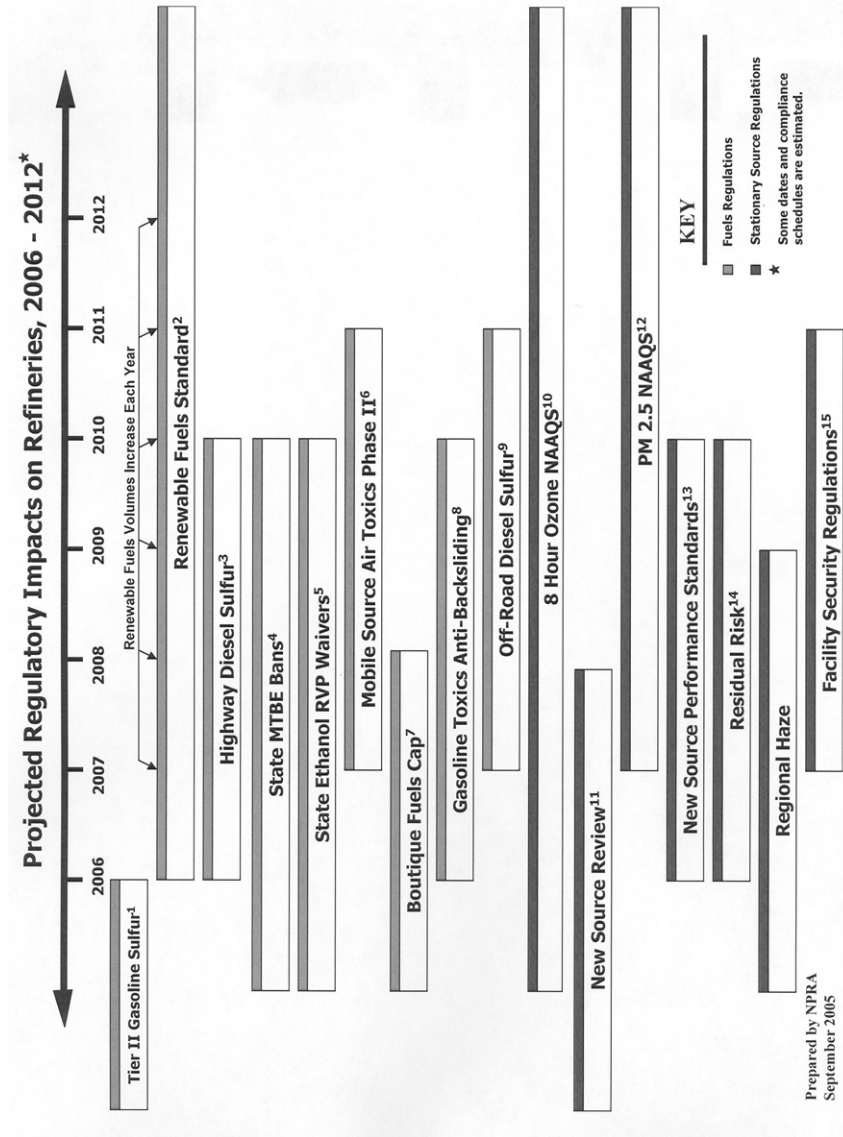 Projected Regulatory Impacts on Refineries, 2006 - 2012*
2006 2007 2008 2009 2010 2011 2012
Renewable Fuels Volumes Increase Each Year
Tier II Gasoline Sulfur¹
Renewable Fuels Standard²
Highway Diesel Sulfur³
State MTBE Bans⁴
State Ethanol RVP Waivers⁵
Mobile Source Air Toxics Phase II⁶
Boutique Fuels Cap⁷
Gasoline Toxics Anti-Backsliding⁸
Off-Road Diesel Sulfur⁹
8 Hour Ozone NAAQS¹⁰
New Source Review¹¹
PM 2.5 NAAQS¹²
New Source Performance Standards¹³
Residual Risk¹⁴
Regional Haze
Facility Security Regulations¹⁵
KEY
Fuels Regulations
Stationary Source Regulations
★ Some dates and compliance
schedules are estimated.
Prepared by NPRA
September 2005